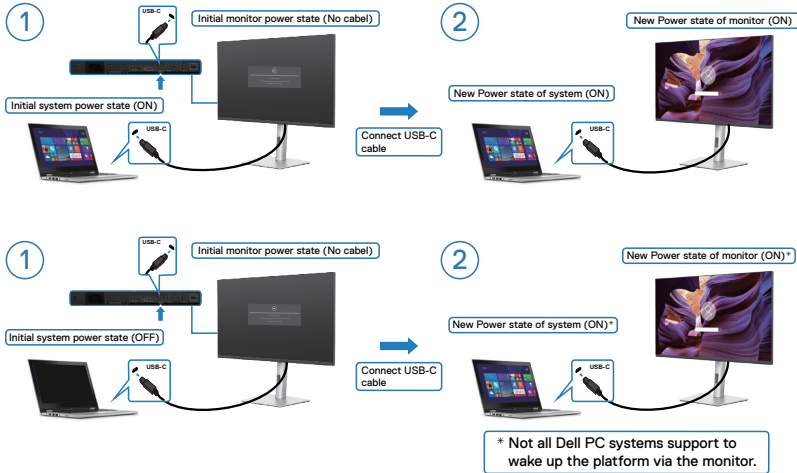 1
USB-C
Initial monitor power state (No cabel)
Initial system power state (ON)
USB-C
Connect USB-C
cable
2
New Power state of monitor (ON)
New Power state of system (ON)
USB-C
1
USB-C
Initial monitor power state (No cabel)
Initial system power state (OFF)
USB-C
Connect USB-C
cable
2
New Power state of monitor (ON)*
New Power state of system (ON)*
USB-C
* Not all Dell PC systems support to
wake up the platform via the monitor.